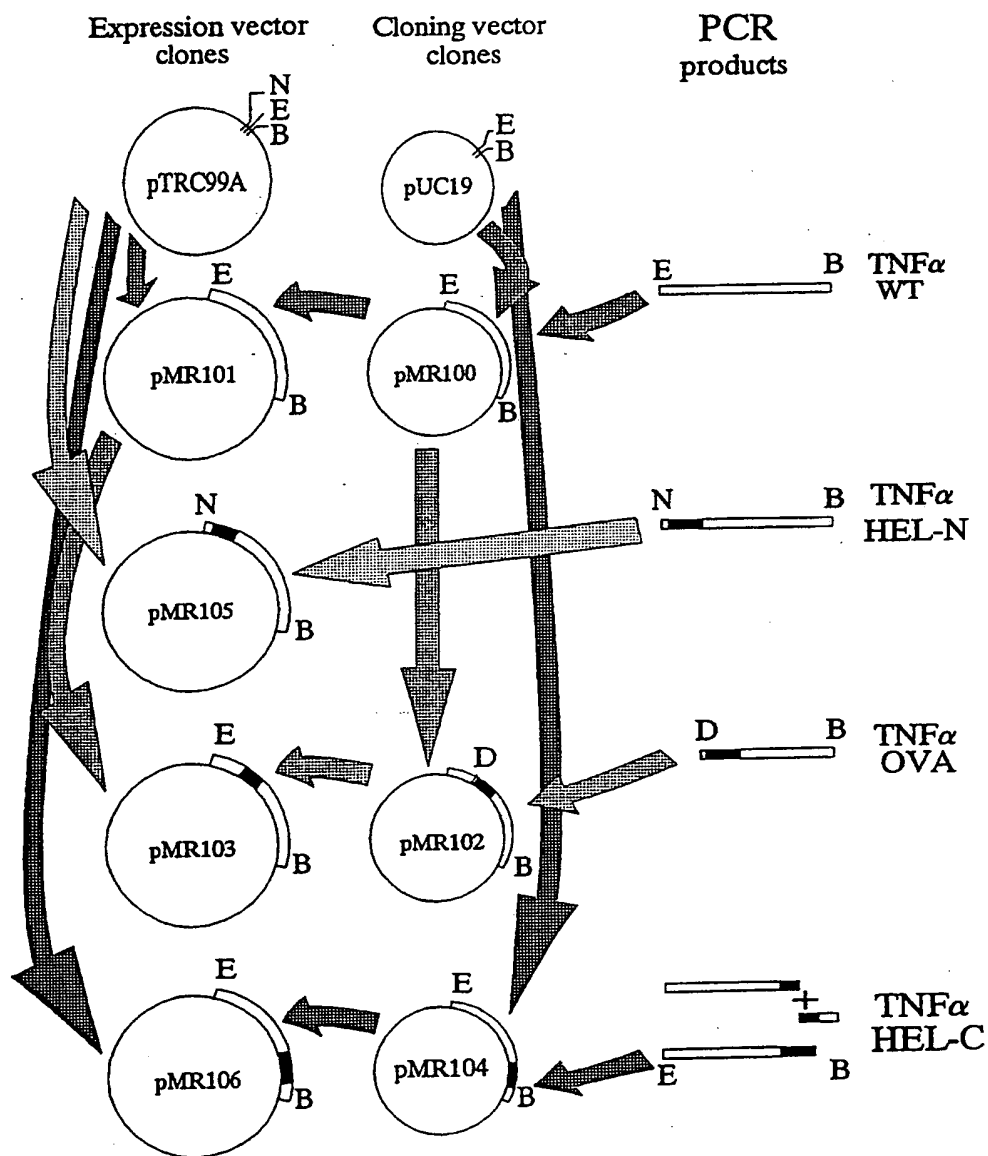 Expression vector
clones
Cloning vector
clones
PCR
products
N
E
B
pTRC99A
E
B
pUC19
E
B
pMR101
E
B
pMR100
E
B
TNFα
WT
N
B
pMR105
N
B
TNFα
HEL-N
E
B
pMR103
D
B
pMR102
D
B
TNFα
OVA
E
B
pMR106
E
B
pMR104
+
E
B
TNFα
HEL-C